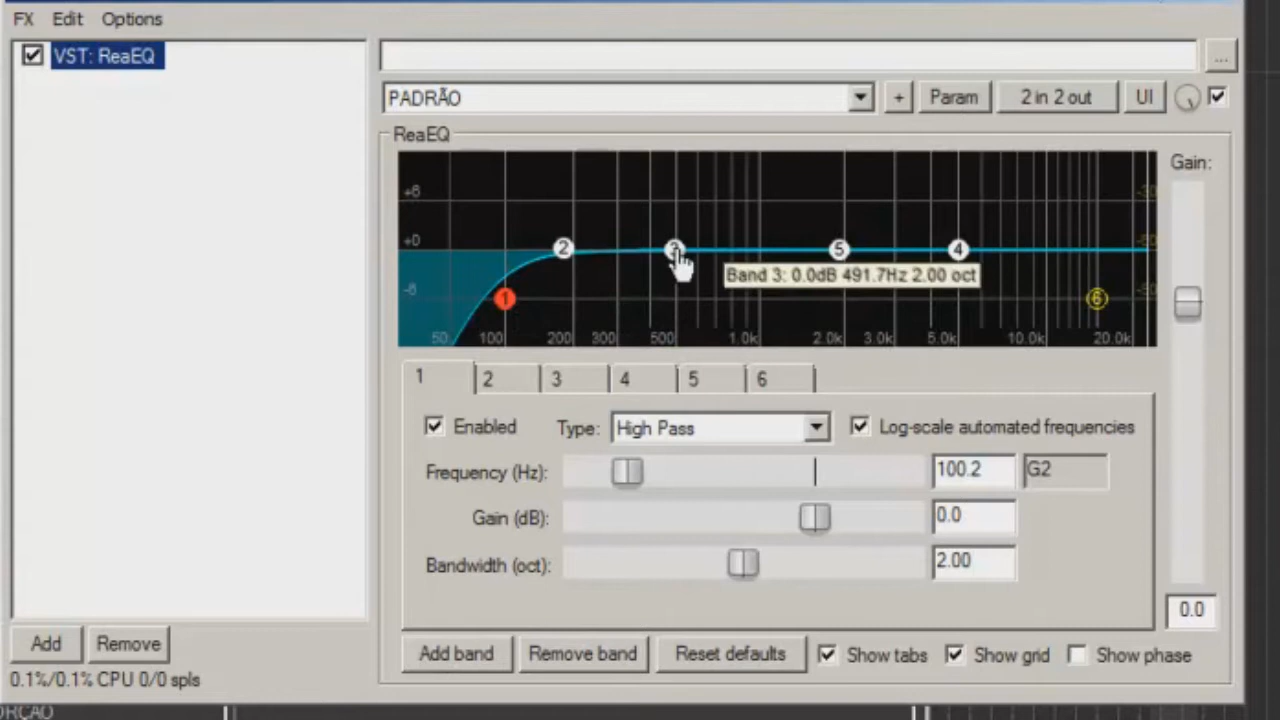 FX Edit Options
VST: ReaEQ
...
PADRÃO + Param 2 in 2 out UI
ReaEQ
Gain:
+6
+0
-6
2 3 5 4
1 6
Band 3: 0.0dB 491.7Hz 2.00 oct
50 100 200 300 500 1.0k 2.0k 3.0k 5.0k 10.0k 20.0k
1 2 3 4 5 6
Enabled Type: High Pass Log-scale automated frequencies
Frequency (Hz): 100.2 G2
Gain (dB): 0.0
Bandwidth (oct): 2.00
0.0
Add Remove Add band Remove band Reset defaults Show tabs Show grid Show phase
0.1%/0.1% CPU 0/0 spls